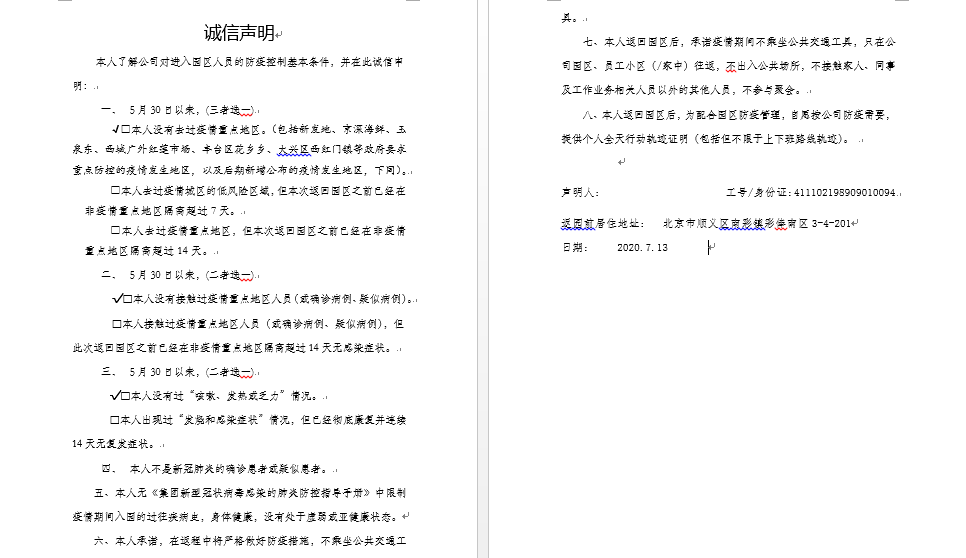 诚信声明
本人了解公司对进入园区人员的防疫控制基本条件，并在此诚信声
明：
一、 5月30日以来，(三者选一)
✓□本人没有去过疫情重点地区。（包括新发地、京深海鲜、玉
泉东、西城广外红莲市场、丰台区花乡乡、大兴区西红门镇等政府要求
重点防控的疫情发生地区，以及后期新增公布的疫情发生地区，下同）。
□本人去过疫情城区的低风险区域，但本次返回园区之前已经在
非疫情重点地区隔离超过7天。
□本人去过疫情重点地区，但本次返回园区之前已经在非疫情
重点地区隔离超过14天。
二、 5月30日以来，(二者选一)
✓□本人没有接触过疫情重点地区人员（或确诊病例、疑似病例）。
□本人接触过疫情重点地区人员（或确诊病例、疑似病例），但
此次返回园区之前已经在非疫情重点地区隔离超过14天无感染症状。
三、 5月30日以来，(二者选一)
✓□本人没有过“咳嗽、发热或乏力”情况。
□本人出现过“发烧和感染症状”情况，但已经彻底康复并连续
14天无复发症状。
四、 本人不是新冠肺炎的确诊患者或疑似患者。
五、本人无《集团新型冠状病毒感染的肺炎防控指导手册》中限制
疫情期间入园的过往疾病史，身体健康，没有处于虚弱或亚健康状态。
六、本人承诺，在返程中将严格做好防疫措施，不乘坐公共交通工
具。
七、本人返回园区后，承诺疫情期间不乘坐公共交通工具，只在公
司园区、员工小区（/家中）往返，不出入公共场所，不接触家人、同事
及工作业务相关人员以外的其他人员，不参与聚会。
八、本人返回园区后，为配合园区防疫管理，自愿按公司防疫需要，
提供个人全天行动轨迹证明（包括但不限于上下班路线轨迹）。
声明人： 工号/身份证:411102198909010094
返园前居住地址： 北京市顺义区南彩镇彩俸南区3-4-201
日期： 2020.7.13